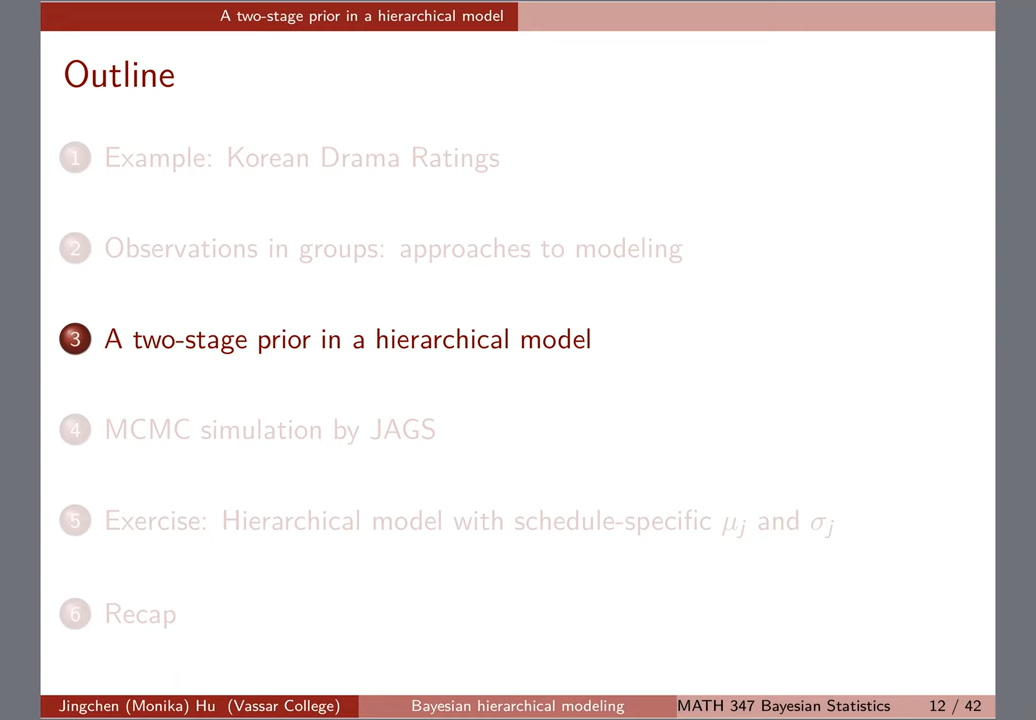 A two-stage prior in a hierarchical model
Outline
1 Example: Korean Drama Ratings
2 Observations in groups: approaches to modeling
3 A two-stage prior in a hierarchical model
4 MCMC simulation by JAGS
5 Exercise: Hierarchical model with schedule-specific μj and σj
6 Recap
Jingchen (Monika) Hu (Vassar College) Bayesian hierarchical modeling MATH 347 Bayesian Statistics 12 / 42